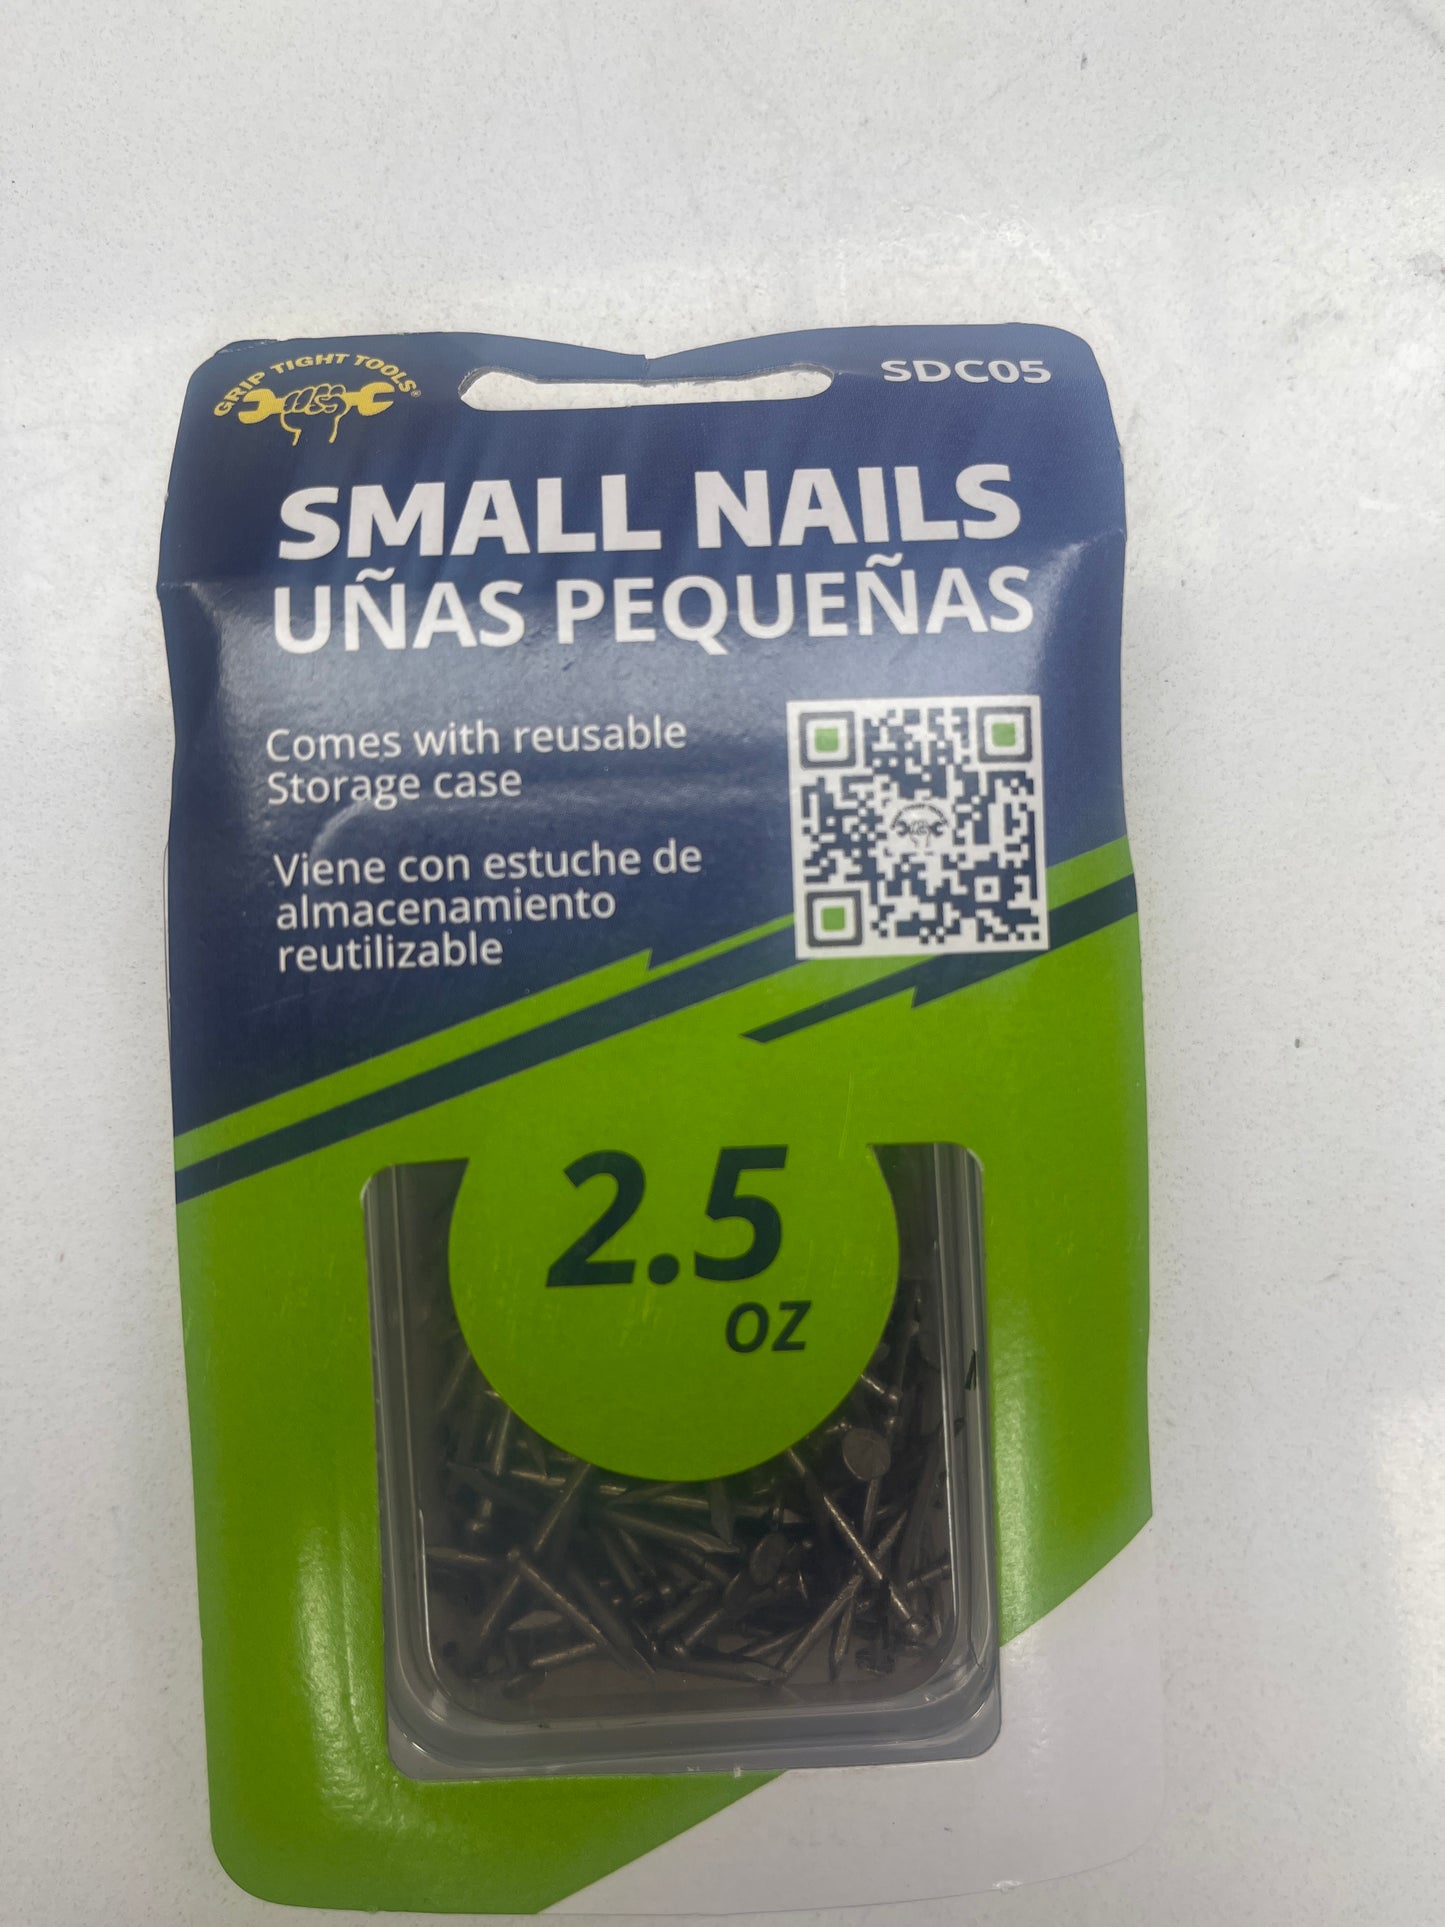 GRIP TIGHT TOOLS®
SDC05
SMALL NAILS
UÑAS PEQUEÑAS
Comes with reusable
Storage case
Viene con estuche de
almacenamiento
reutilizable
2.5
oz